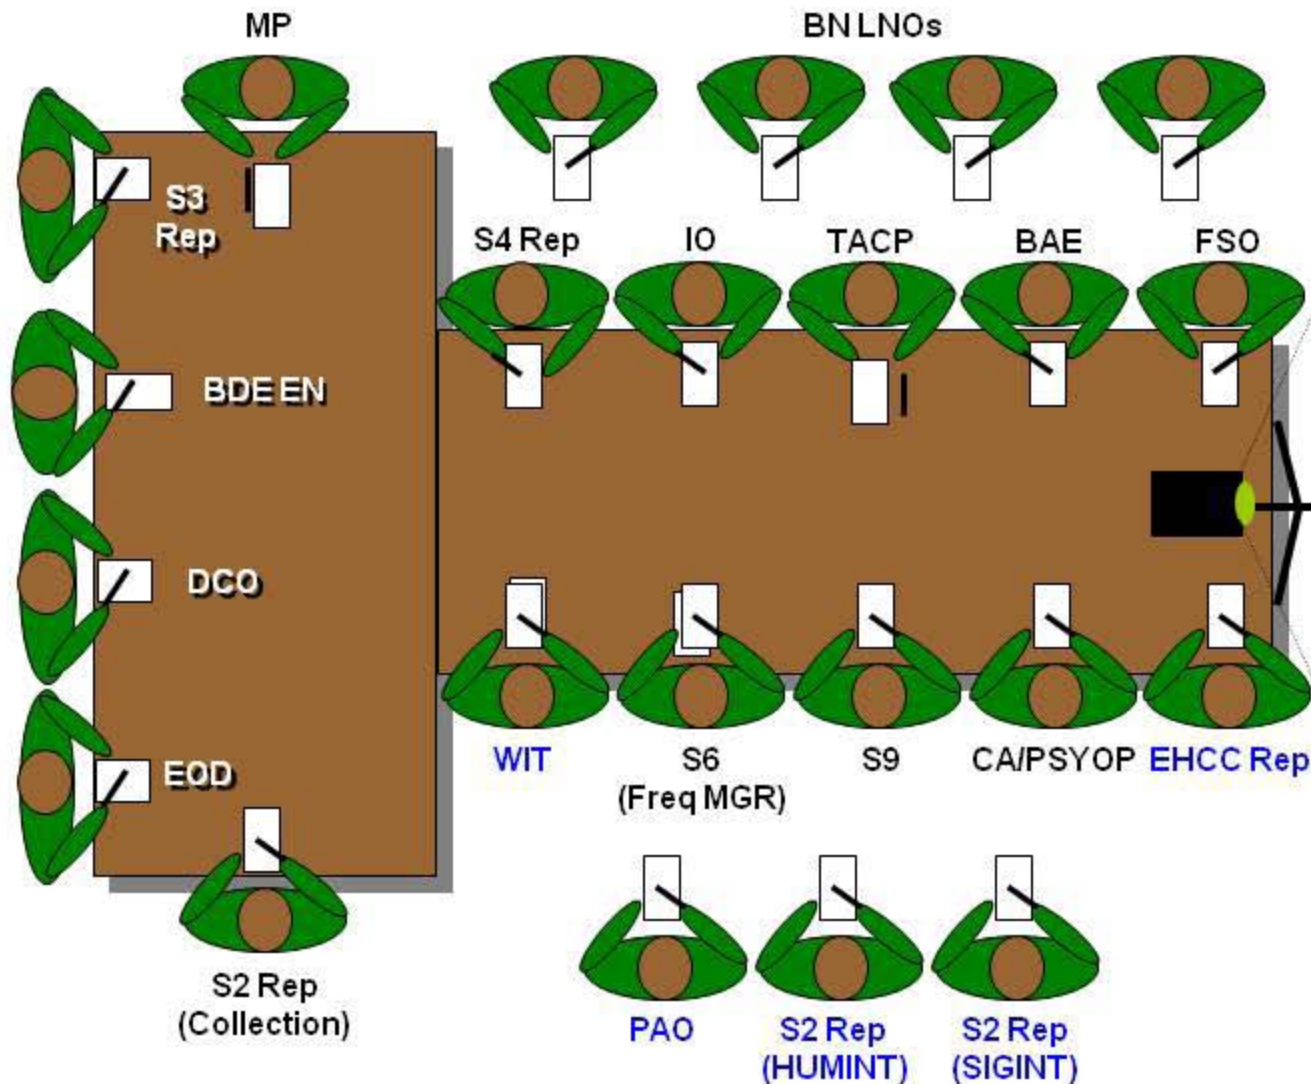 MP
BN LNOs
S3
Rep
S4 Rep
IO
TACP
BAE
FSO
BDE EN
DCO
EOD
WIT
S6
(Freq MGR)
S9
CA/PSYOP
EHCC Rep
S2 Rep
(Collection)
PAO
S2 Rep
(HUMINT)
S2 Rep
(SIGINT)